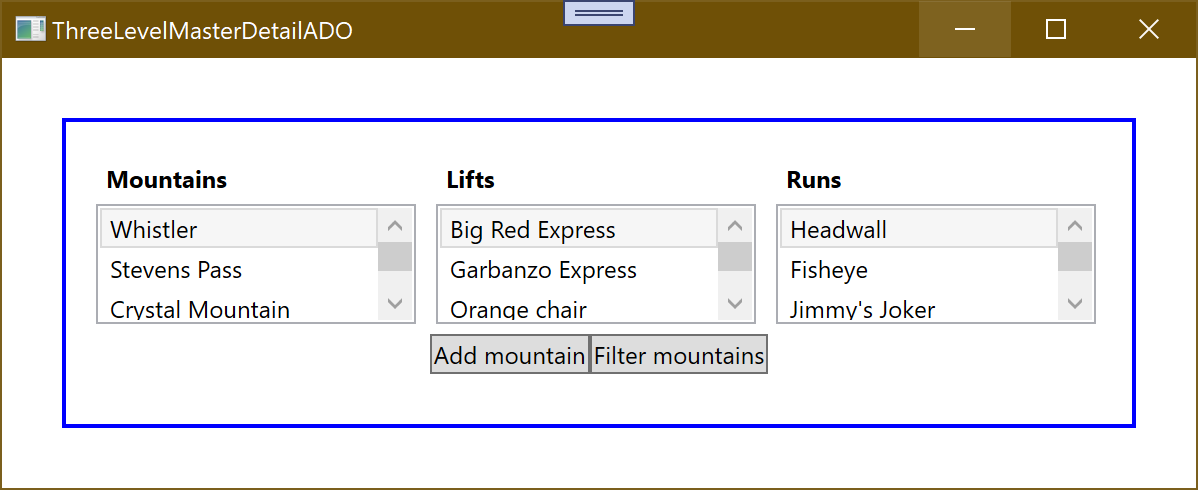 ThreeLevelMasterDetailADO
Mountains
Whistler
Stevens Pass
Crystal Mountain
Lifts
Big Red Express
Garbanzo Express
Orange chair
Runs
Headwall
Fisheye
Jimmy's Joker
Add mountain
Filter mountains